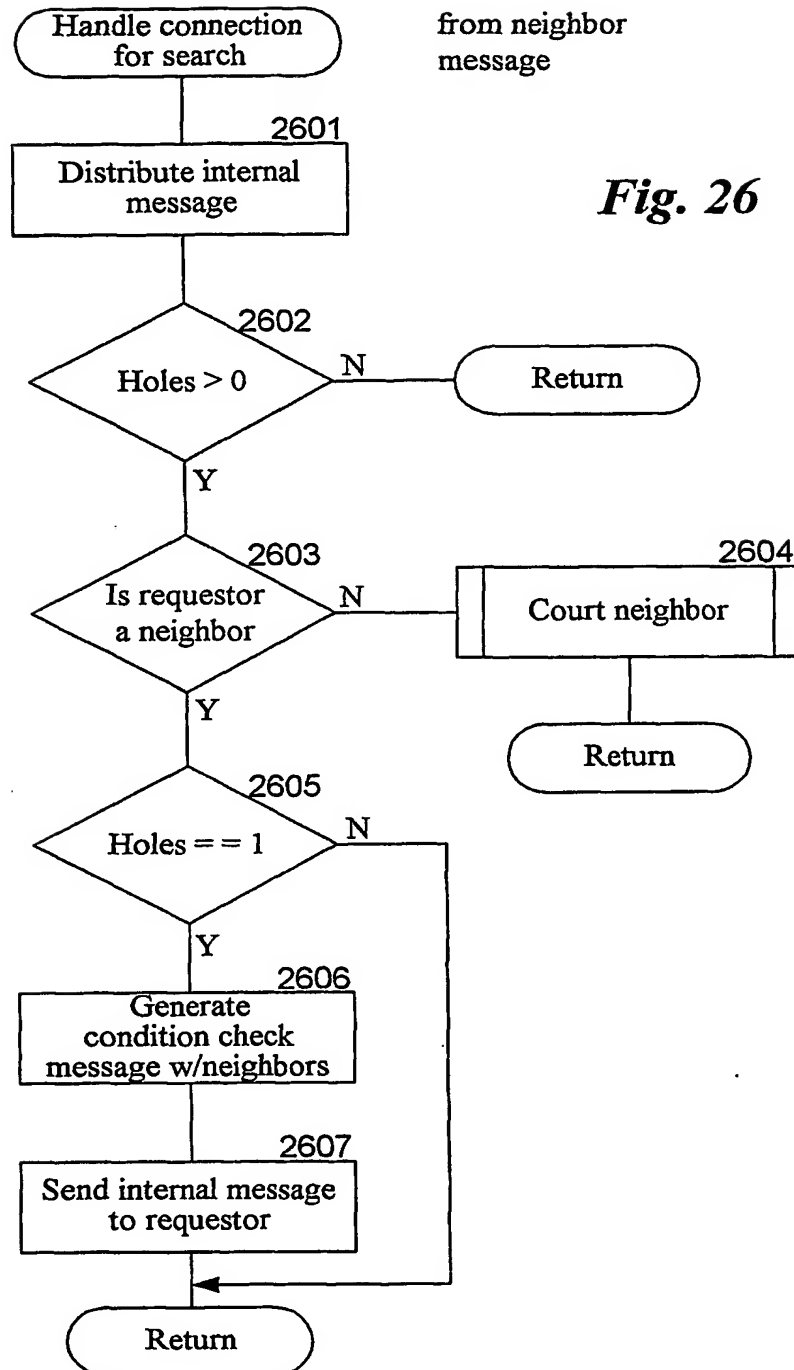 Handle connection
for search
from neighbor
message
2601
Distribute internal
message
Fig. 26
2602
Holes > 0
N
Return
Y
2603
Is requestor
a neighbor
N
2604
Court neighbor
Y
Return
2605
Holes = = 1
N
Y
2606
Generate
condition check
message w/neighbors
2607
Send internal message
to requestor
Return